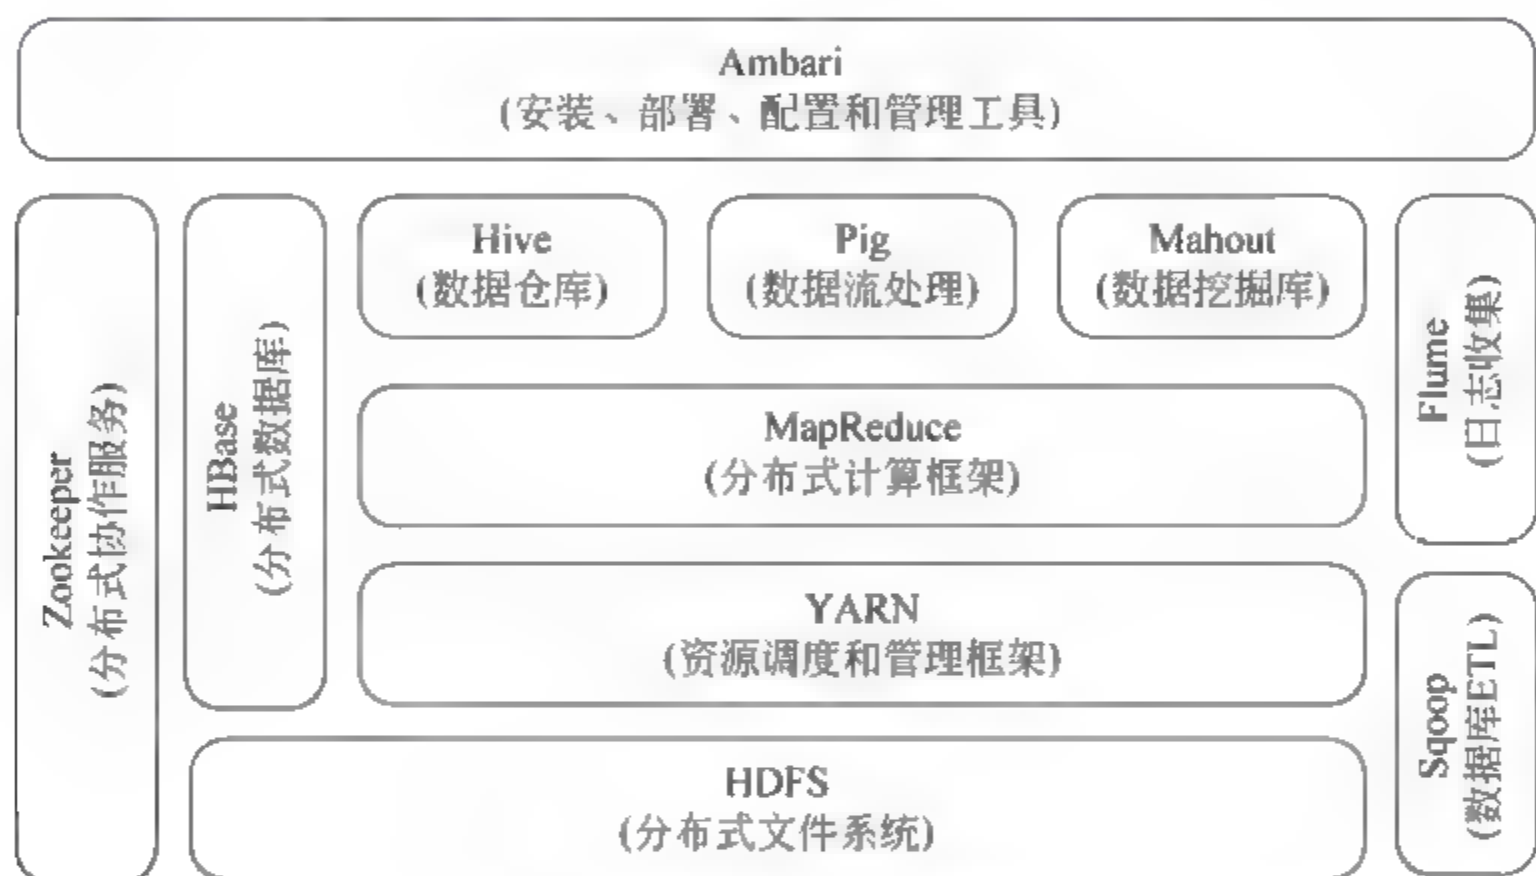 Ambari
(安装、部署、配置和管理工具)
Zookeeper
(分布式协作服务)
HBase
(分布式数据库)
Hive
(数据仓库)
Pig
(数据流处理)
Mahout
(数据挖掘库)
MapReduce
(分布式计算框架)
YARN
(资源调度和管理框架)
HDFS
(分布式文件系统)
Flume
(日志收集)
Sqoop
(数据库ETL)